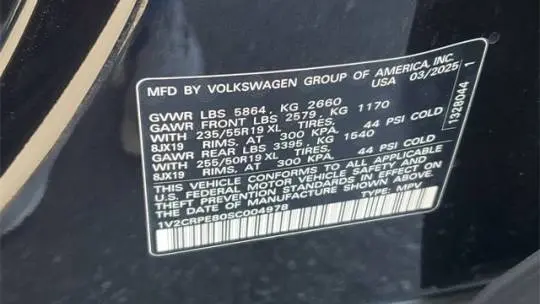 MFD BY VOLKSWAGEN GROUP OF AMERICA, INC.
USA 03/2025
GVWR LBS 5864, KG 2660
GAWR FRONT LBS 2579, KG 1170
WITH 235/55R19 XL TIRES, 44 PSI COLD
8JX19 RIMS, AT 300 KPA.
GAWR REAR LBS 3395, KG 1540
WITH 255/50R19 XL TIRES, 44 PSI COLD
8JX19 RIMS, AT 300 KPA.
THIS VEHICLE CONFORMS TO ALL APPLICABLE
U.S. FEDERAL MOTOR VEHICLE SAFETY AND
THEFT PREVENTION STANDARDS IN EFFECT ON
THE DATE OF MANUFACTURE SHOWN ABOVE.
1V2CRPE80SC004978 TYPE: MPV
1328044 1